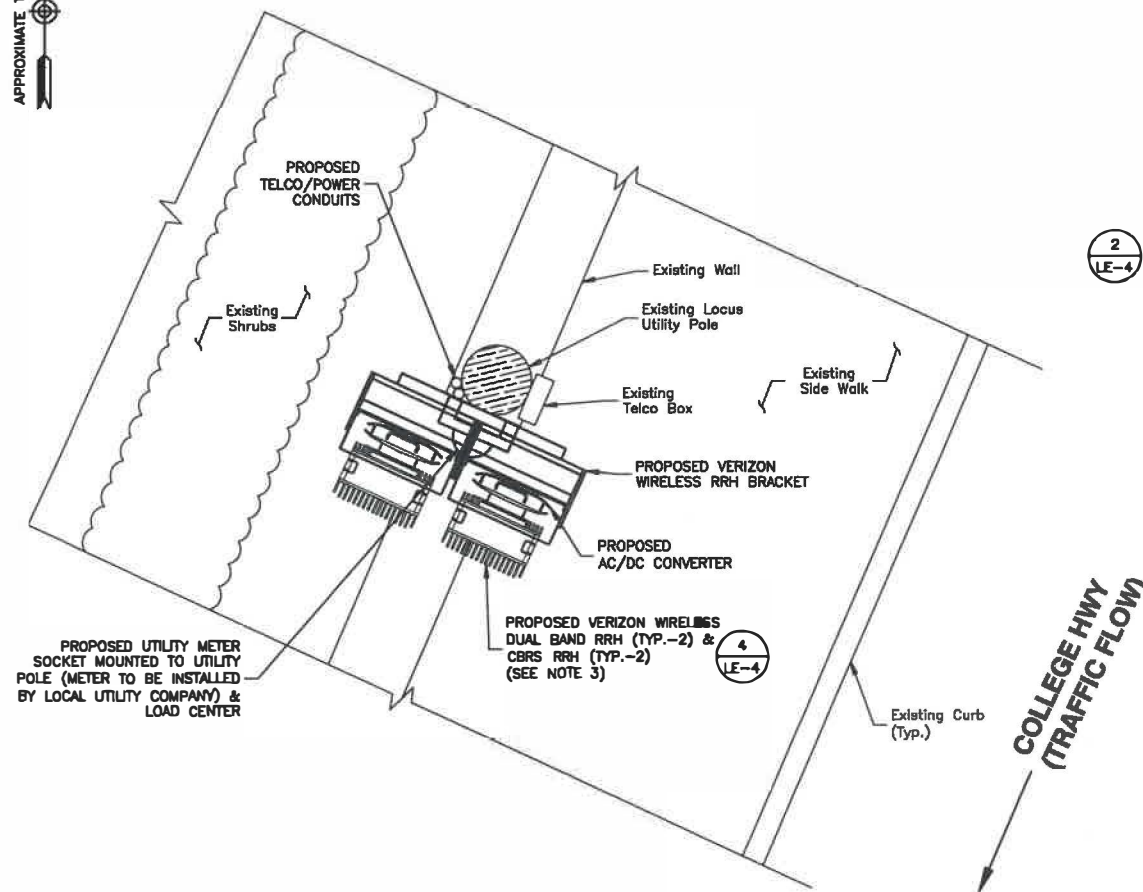 APPROXIMATE
PROPOSED
TELCO/POWER
CONDUITS
2
LE-4
Existing Wall
Existing
Shrubs
Existing Locus
Utility Pole
Existing
Side Walk
Existing
Telco Box
PROPOSED VERIZON
WIRELESS RRH BRACKET
PROPOSED
AC/DC CONVERTER
PROPOSED VERIZON WIRELESS
DUAL BAND RRH (TYP.-2) &
CBRS RRH (TYP.-2)
(SEE NOTE 3)
4
LE-4
PROPOSED UTILITY METER
SOCKET MOUNTED TO UTILITY
POLE (METER TO BE INSTALLED
BY LOCAL UTILITY COMPANY) &
LOAD CENTER
Existing Curb
(Typ.)
COLLEGE HWY
(TRAFFIC FLOW)